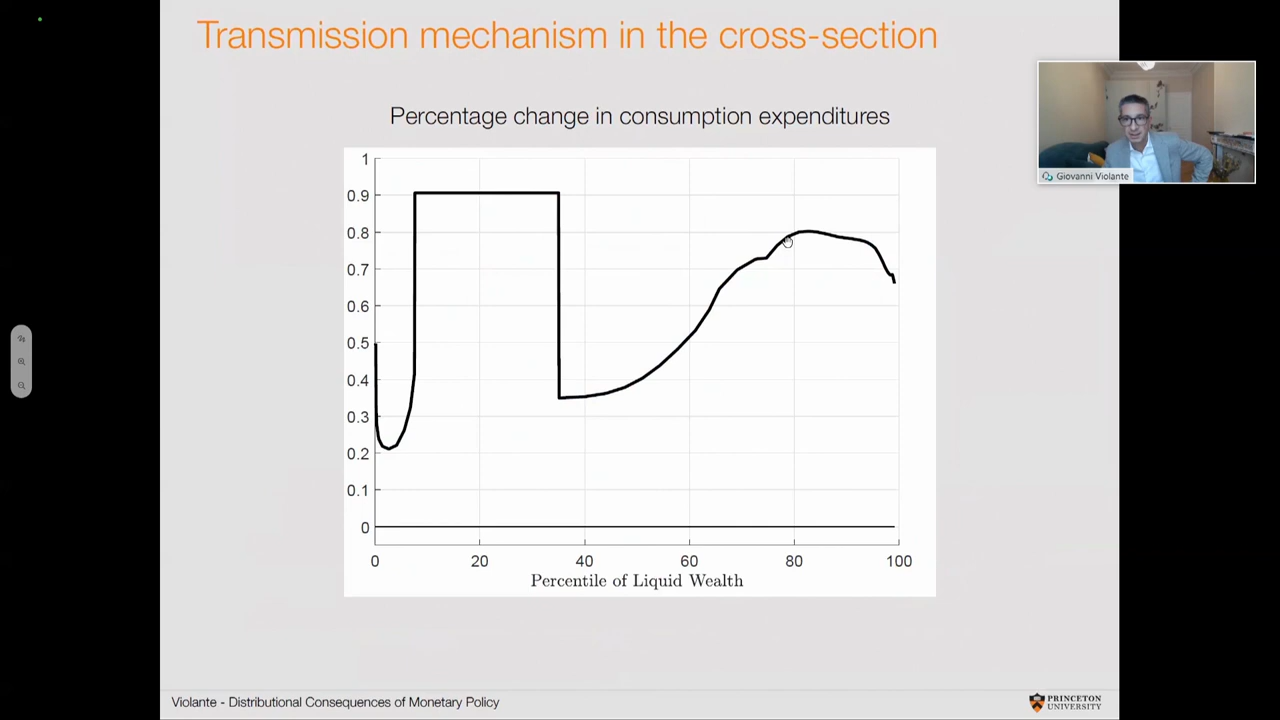 Transmission mechanism in the cross-section
Percentage change in consumption expenditures
Giovanni Violante
1
0.9
0.8
0.7
0.6
0.5
0.4
0.3
0.2
0.1
0
0 20 40 60 80 100
Percentile of Liquid Wealth
Violante - Distributional Consequences of Monetary Policy
PRINCETON
UNIVERSITY